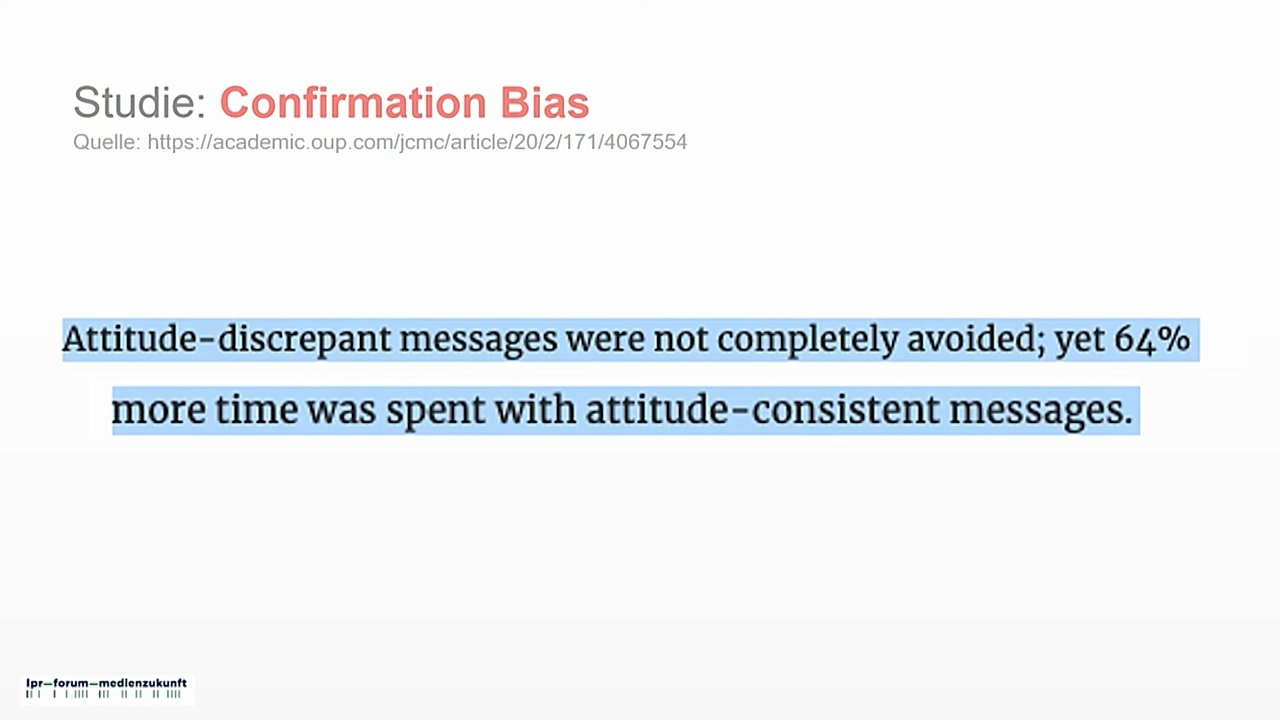 Studie: Confirmation Bias
Quelle: https://academic.oup.com/jcmc/article/20/2/171/4067554
Attitude-discrepant messages were not completely avoided; yet 64%
more time was spent with attitude-consistent messages.
lpr-forum-medienzukunft